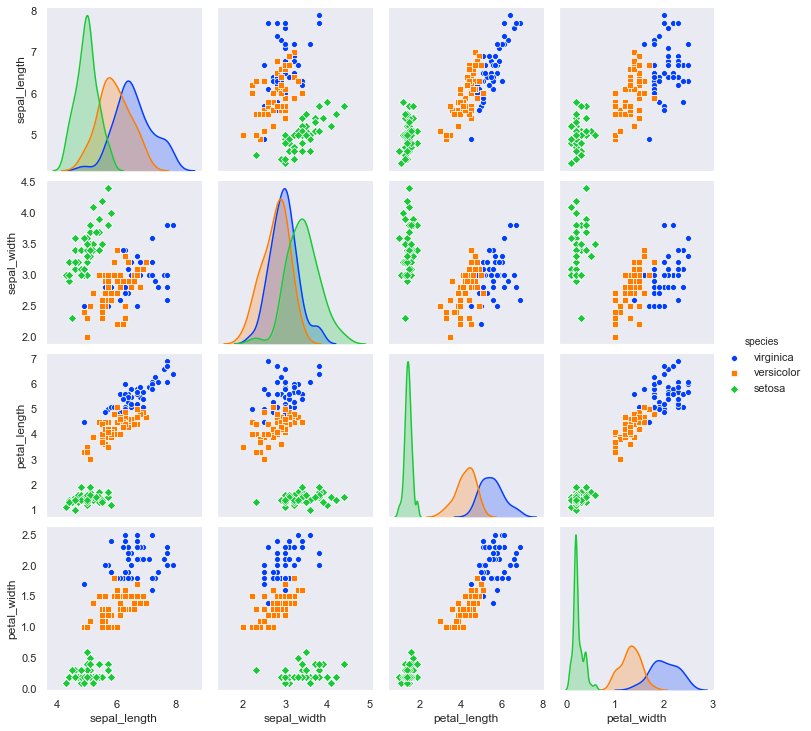 8
7
6
5
sepal_length
4.5
4.0
3.5
3.0
2.5
2.0
sepal_width
species
virginica
versicolor
setosa
7
6
5
4
3
2
1
petal_length
2.5
2.0
1.5
1.0
0.5
0.0
petal_width
4 6 8
2 3 4 5
2 4 6 8
0 1 2 3
sepal_length sepal_width petal_length petal_width